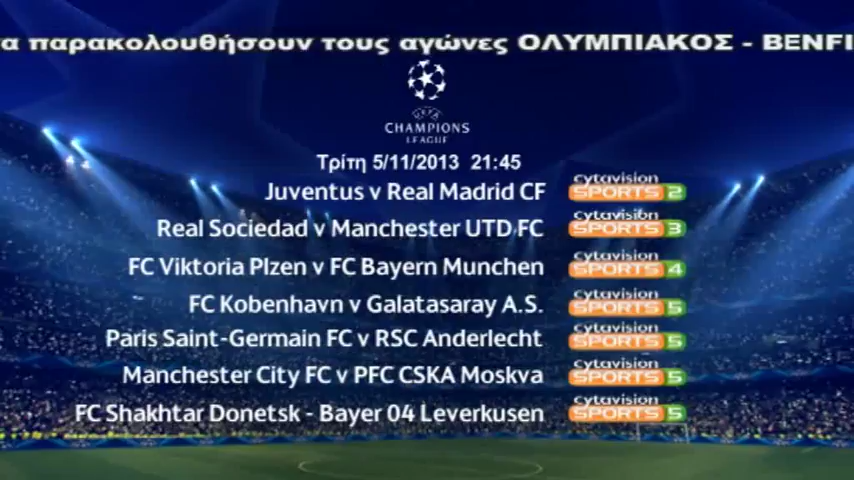 να παρακολουθήσουν τους αγώνες ΟΛΥΜΠΙΑΚΟΣ - BENFI
UEFA
CHAMPIONS
LEAGUE
Τρίτη 5/11/2013 21:45
Juventus v Real Madrid CF cytavision SPORTS 2
Real Sociedad v Manchester UTD FC cytavision SPORTS 3
FC Viktoria Plzen v FC Bayern Munchen cytavision SPORTS 4
FC Kobenhavn v Galatasaray A.S. cytavision SPORTS 5
Paris Saint-Germain FC v RSC Anderlecht cytavision SPORTS 5
Manchester City FC v PFC CSKA Moskva cytavision SPORTS 5
FC Shakhtar Donetsk - Bayer 04 Leverkusen cytavision SPORTS 5